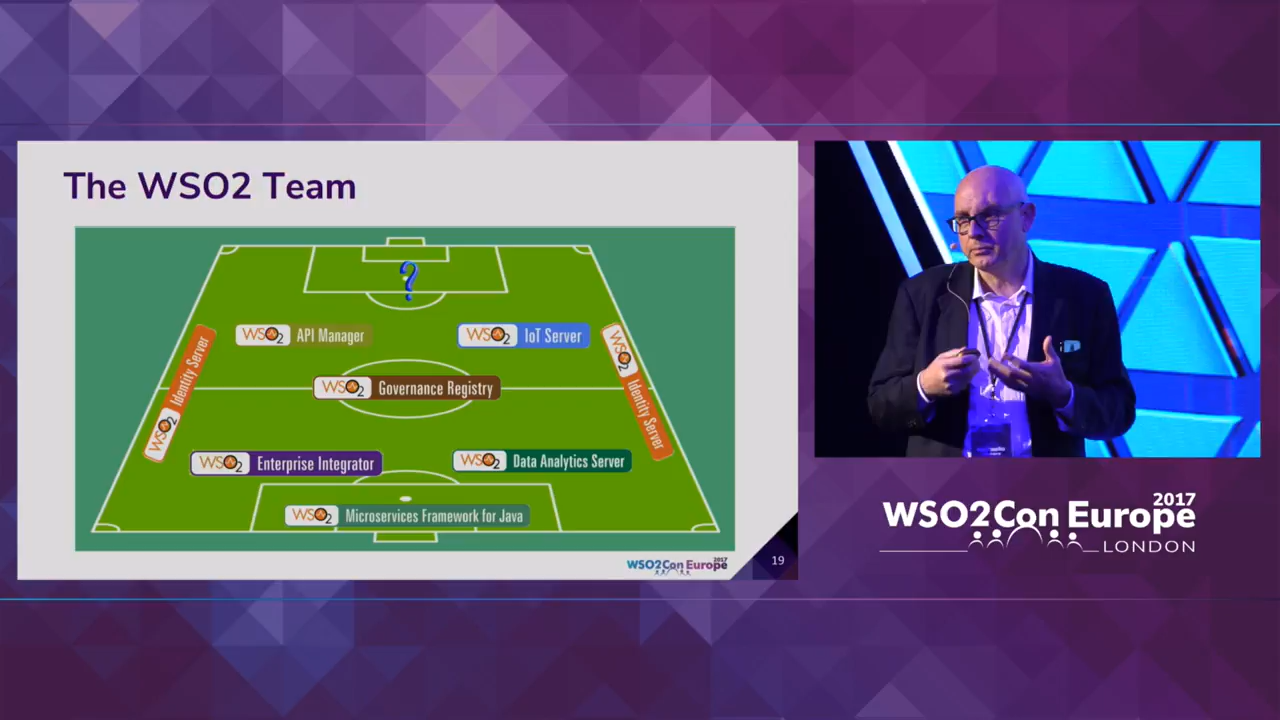 The WSO2 Team
?
WSO2 API Manager
WSO2 IoT Server
WSO2 Identity Server
WSO2 Identity Server
WSO2 Governance Registry
WSO2 Enterprise Integrator
WSO2 Data Analytics Server
WSO2 Microservices Framework for Java
WSO2Con Europe 2017
19
2017
WSO2Con Europe
LONDON